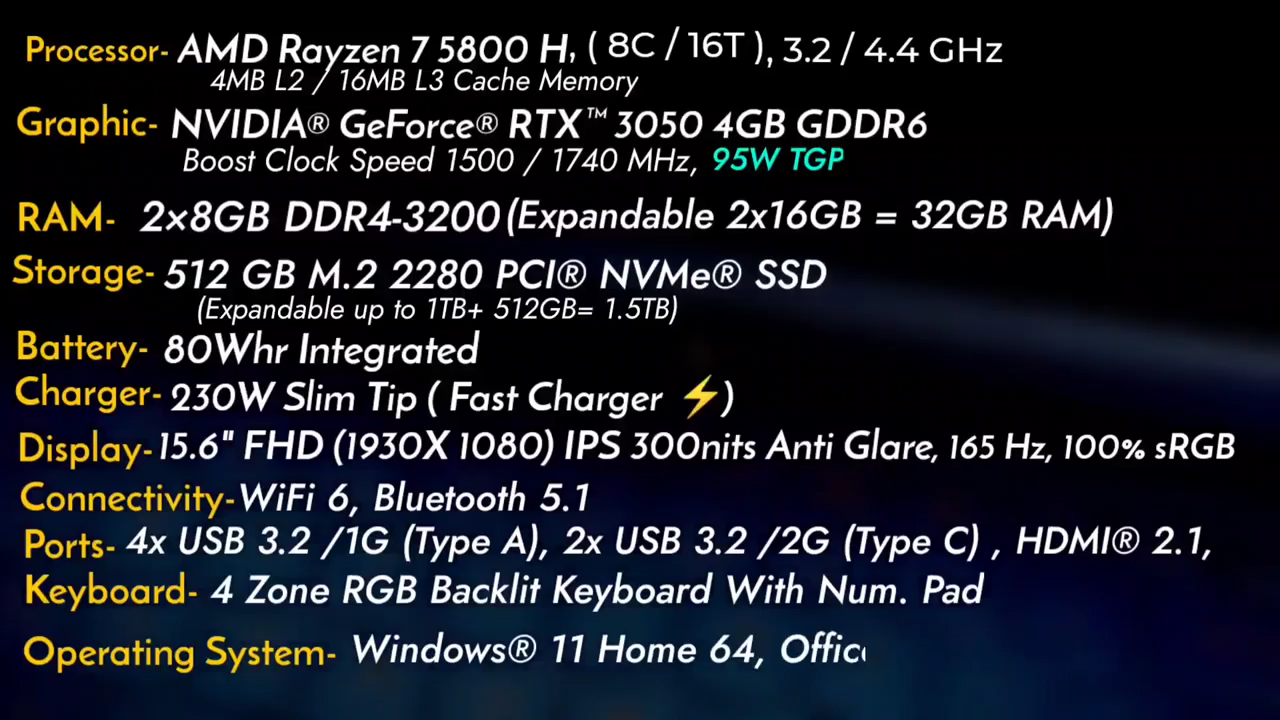 Processor- AMD Rayzen 7 5800 H, ( 8C / 16T ), 3.2 / 4.4 GHz
4MB L2 / 16MB L3 Cache Memory
Graphic- NVIDIA® GeForce® RTX™ 3050 4GB GDDR6
Boost Clock Speed 1500 / 1740 MHz, 95W TGP
RAM- 2x8GB DDR4-3200 (Expandable 2x16GB = 32GB RAM)
Storage- 512 GB M.2 2280 PCI® NVMe® SSD
(Expandable up to 1TB+ 512GB= 1.5TB)
Battery- 80Whr Integrated
Charger- 230W Slim Tip ( Fast Charger ⚡)
Display- 15.6" FHD (1930X 1080) IPS 300nits Anti Glare, 165 Hz, 100% sRGB
Connectivity- WiFi 6, Bluetooth 5.1
Ports- 4x USB 3.2 /1G (Type A), 2x USB 3.2 /2G (Type C) , HDMI® 2.1,
Keyboard- 4 Zone RGB Backlit Keyboard With Num. Pad
Operating System- Windows® 11 Home 64, Offic